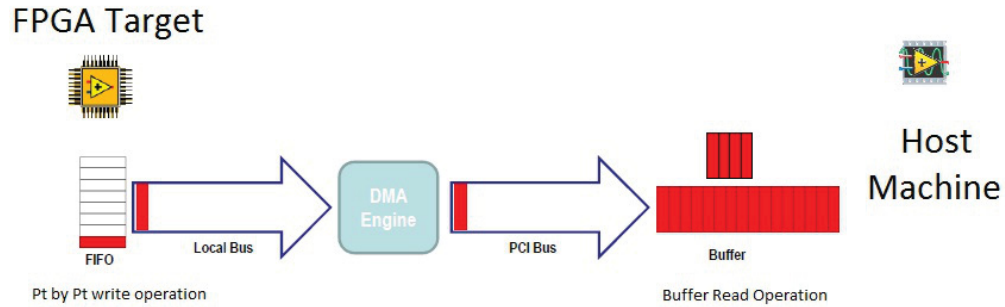 FPGA Target
Host
Machine
DMA
Engine
FIFO
Local Bus
PCI Bus
Buffer
Pt by Pt write operation
Buffer Read Operation